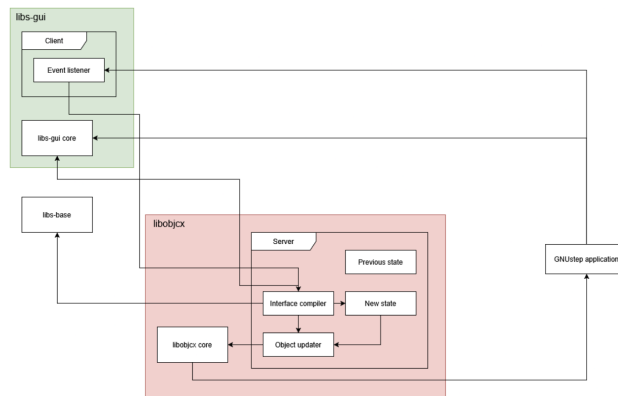 libs-gui
Client
Event listener
libs-gui core
libs-base
libobjcx
Server
Previous state
GNUstep application
Interface compiler
New state
libobjcx core
Object updater